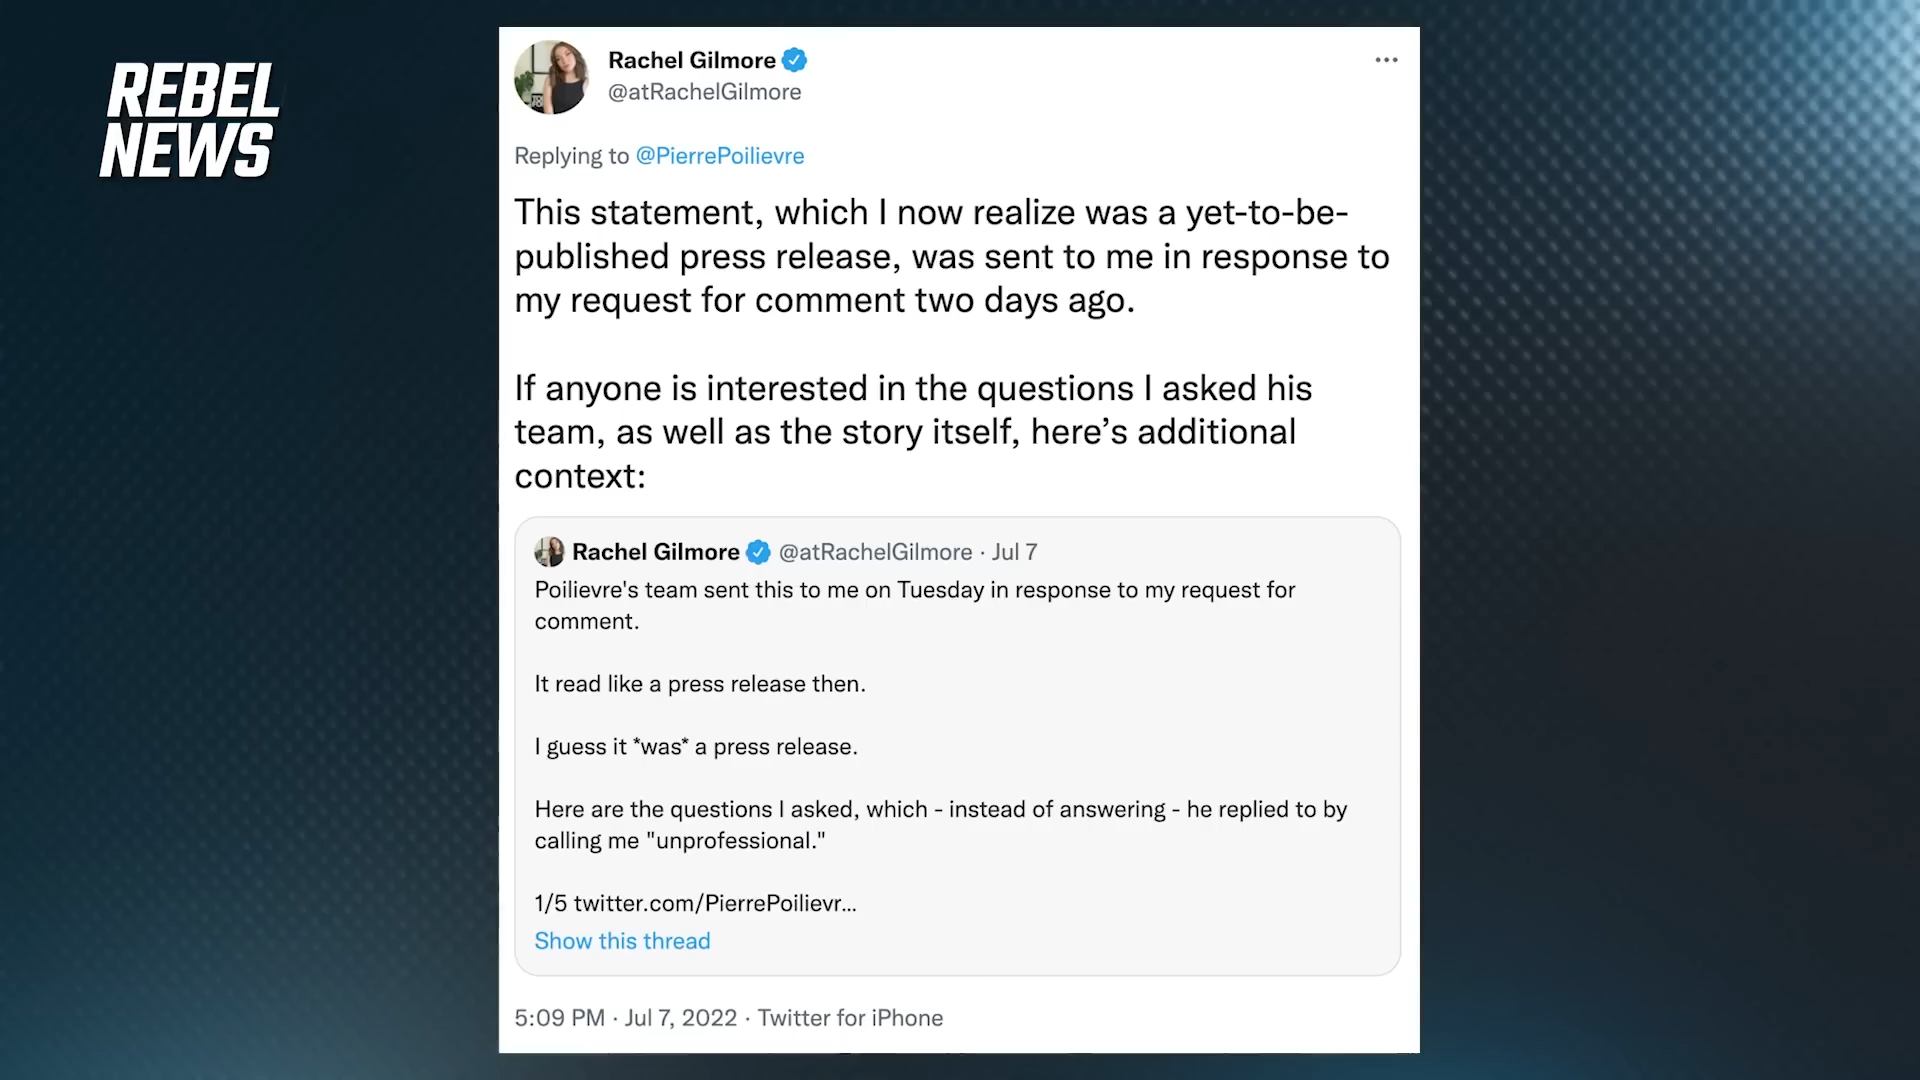 REBEL
NEWS
Rachel Gilmore
@atRachelGilmore
Replying to @PierrePoilievre
This statement, which I now realize was a yet-to-be-
published press release, was sent to me in response to
my request for comment two days ago.
If anyone is interested in the questions I asked his
team, as well as the story itself, here’s additional
context:
Rachel Gilmore @atRachelGilmore · Jul 7
Poilievre's team sent this to me on Tuesday in response to my request for
comment.
It read like a press release then.
I guess it *was* a press release.
Here are the questions I asked, which - instead of answering - he replied to by
calling me "unprofessional."
1/5 twitter.com/PierrePoilievr...
Show this thread
5:09 PM · Jul 7, 2022 · Twitter for iPhone